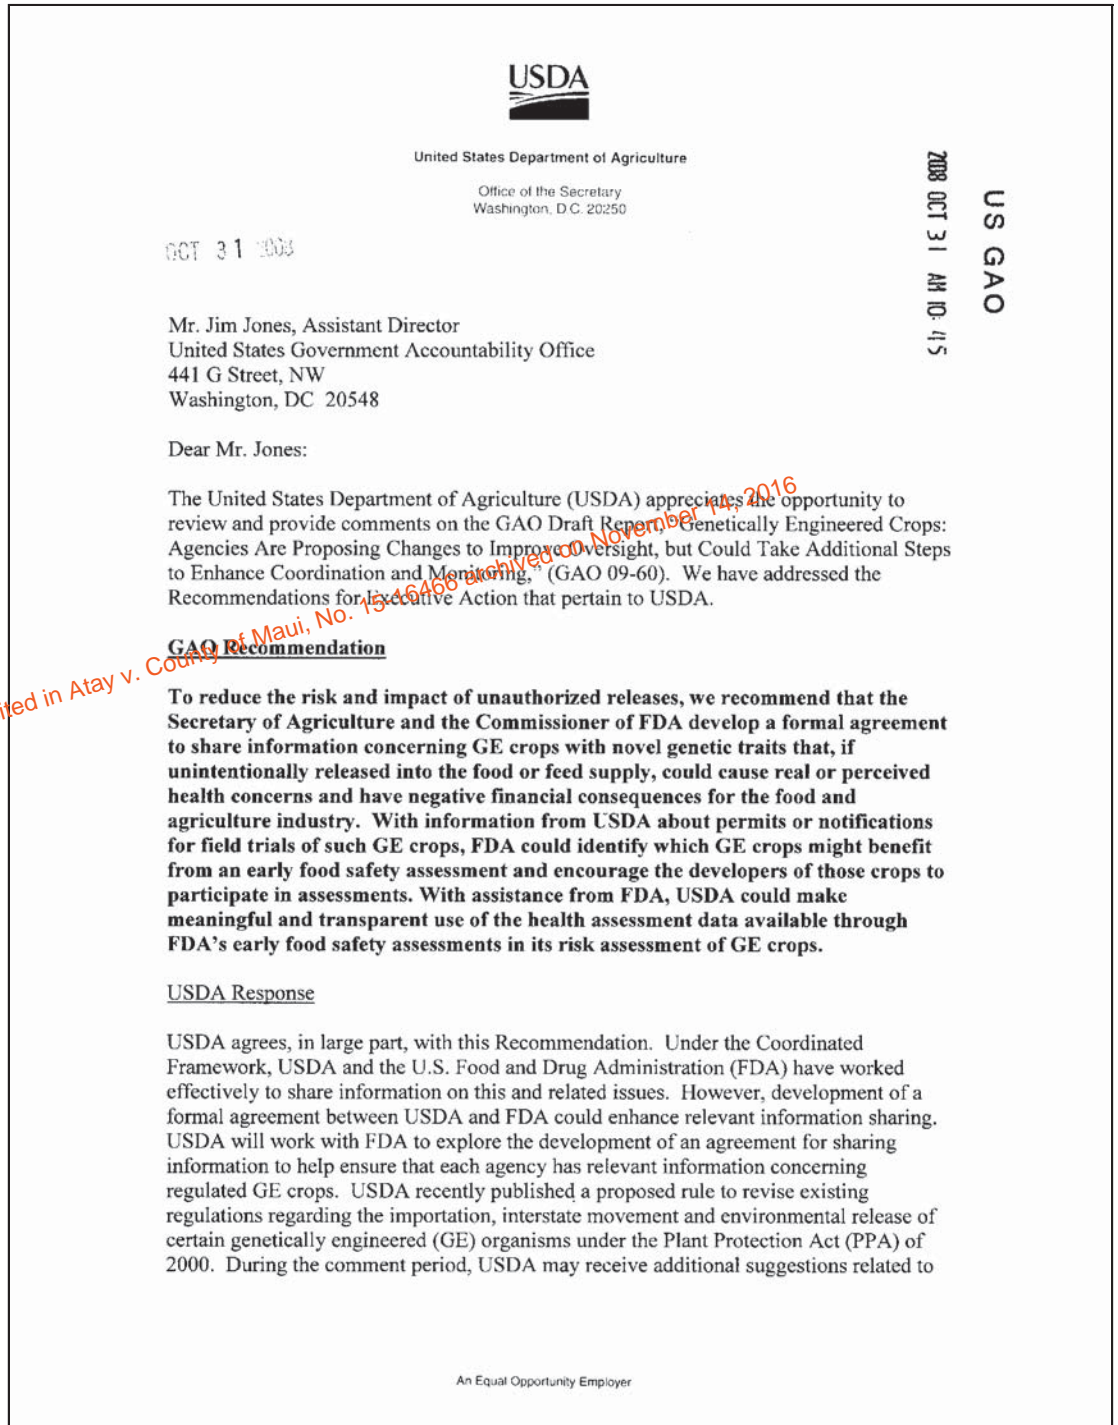 USDA
United States Department of Agriculture
Office of the Secretary
Washington, D.C. 20250
OCT 31 2008
2008 OCT 31 AM 10:45
US GAO
Mr. Jim Jones, Assistant Director
United States Government Accountability Office
441 G Street, NW
Washington, DC 20548
Dear Mr. Jones:
The United States Department of Agriculture (USDA) appreciates the opportunity to
review and provide comments on the GAO Draft Report, "Genetically Engineered Crops:
Agencies Are Proposing Changes to Improve Oversight, but Could Take Additional Steps
to Enhance Coordination and Monitoring," (GAO 09-60). We have addressed the
Recommendations for Executive Action that pertain to USDA.
ited in Atay v. County of Maui, No. 15-16466 archived on November 14, 2016
GAO Recommendation
To reduce the risk and impact of unauthorized releases, we recommend that the
Secretary of Agriculture and the Commissioner of FDA develop a formal agreement
to share information concerning GE crops with novel genetic traits that, if
unintentionally released into the food or feed supply, could cause real or perceived
health concerns and have negative financial consequences for the food and
agriculture industry. With information from USDA about permits or notifications
for field trials of such GE crops, FDA could identify which GE crops might benefit
from an early food safety assessment and encourage the developers of those crops to
participate in assessments. With assistance from FDA, USDA could make
meaningful and transparent use of the health assessment data available through
FDA's early food safety assessments in its risk assessment of GE crops.
USDA Response
USDA agrees, in large part, with this Recommendation. Under the Coordinated
Framework, USDA and the U.S. Food and Drug Administration (FDA) have worked
effectively to share information on this and related issues. However, development of a
formal agreement between USDA and FDA could enhance relevant information sharing.
USDA will work with FDA to explore the development of an agreement for sharing
information to help ensure that each agency has relevant information concerning
regulated GE crops. USDA recently published a proposed rule to revise existing
regulations regarding the importation, interstate movement and environmental release of
certain genetically engineered (GE) organisms under the Plant Protection Act (PPA) of
2000. During the comment period, USDA may receive additional suggestions related to
An Equal Opportunity Employer